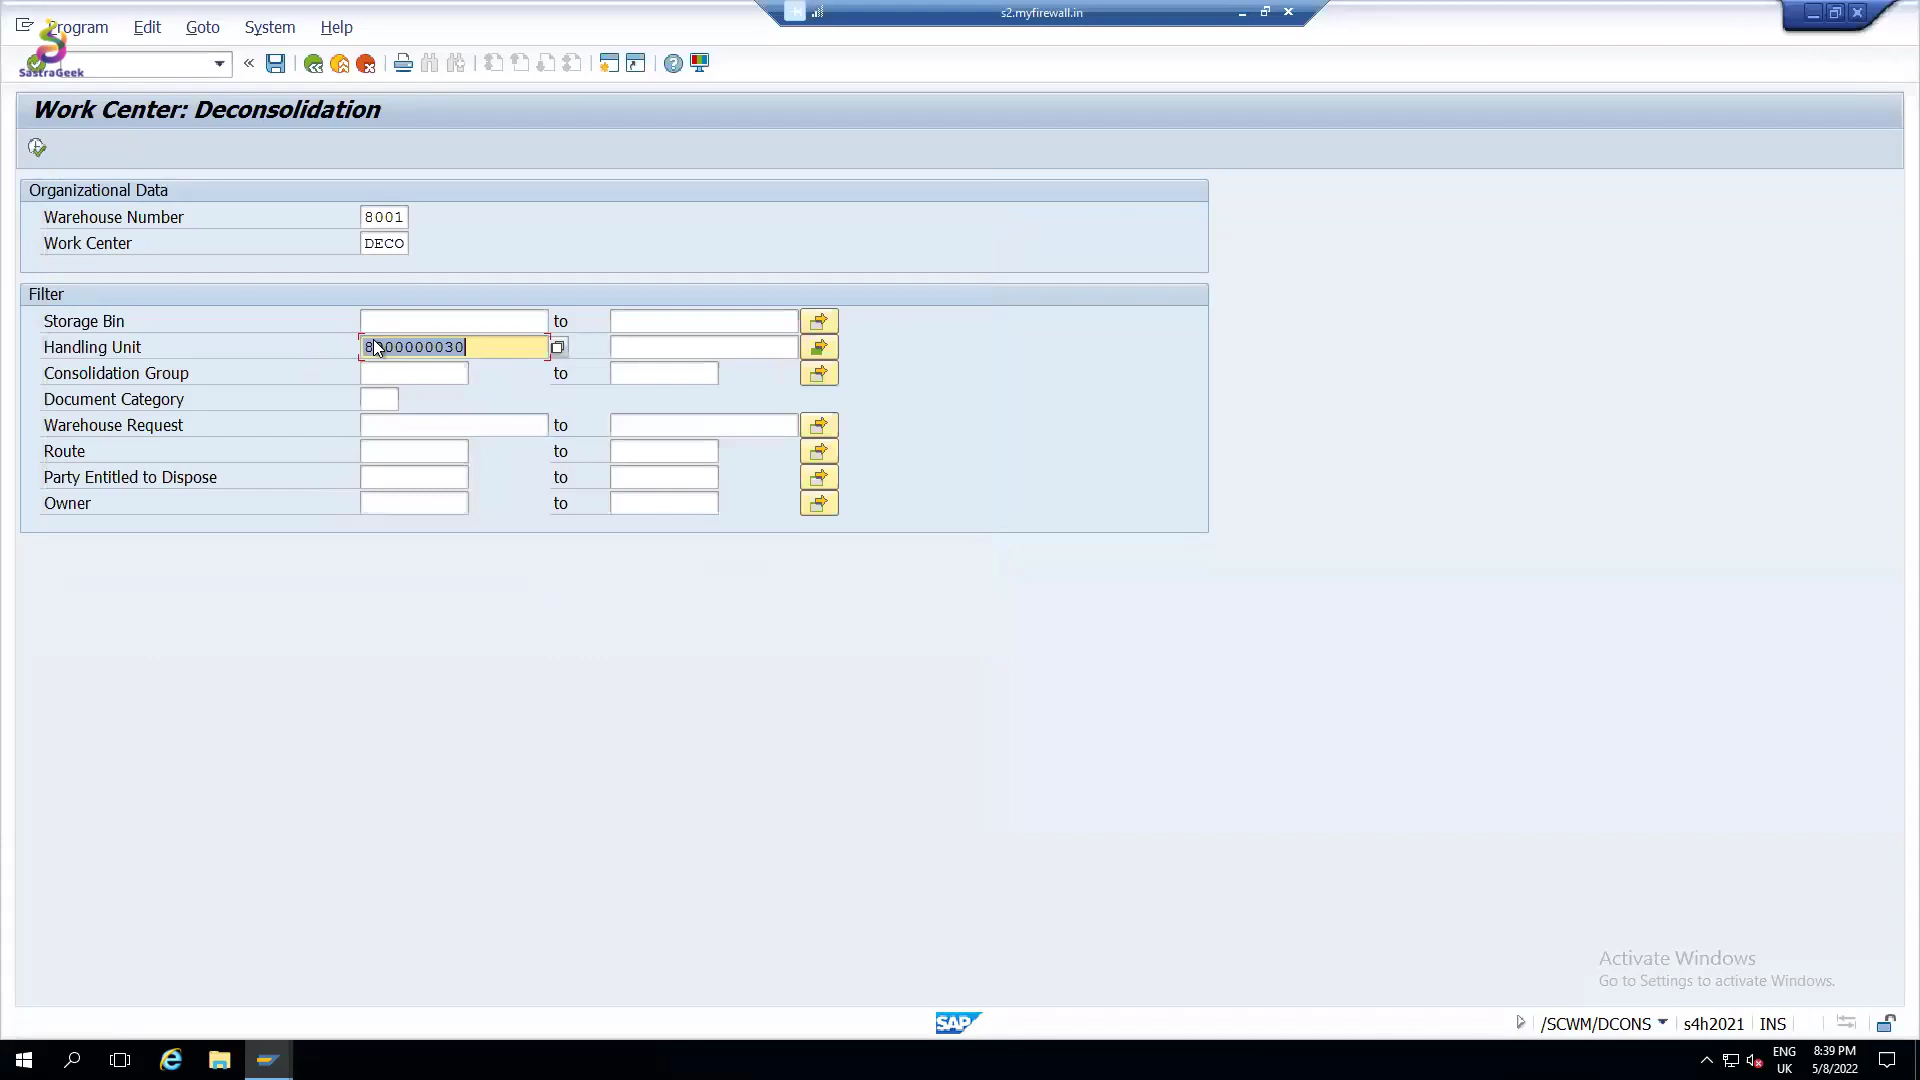 s2.myfirewall.in
Program Edit Goto System Help
SastraGeek
Work Center: Deconsolidation
Organizational Data
Warehouse Number 8001
Work Center DECO
Filter
Storage Bin to
Handling Unit 8000000030
Consolidation Group to
Document Category
Warehouse Request to
Route to
Party Entitled to Dispose to
Owner to
Activate Windows
Go to Settings to activate Windows.
SAP /SCWM/DCONS s4h2021 INS
ENG 8:39 PM
UK 5/8/2022